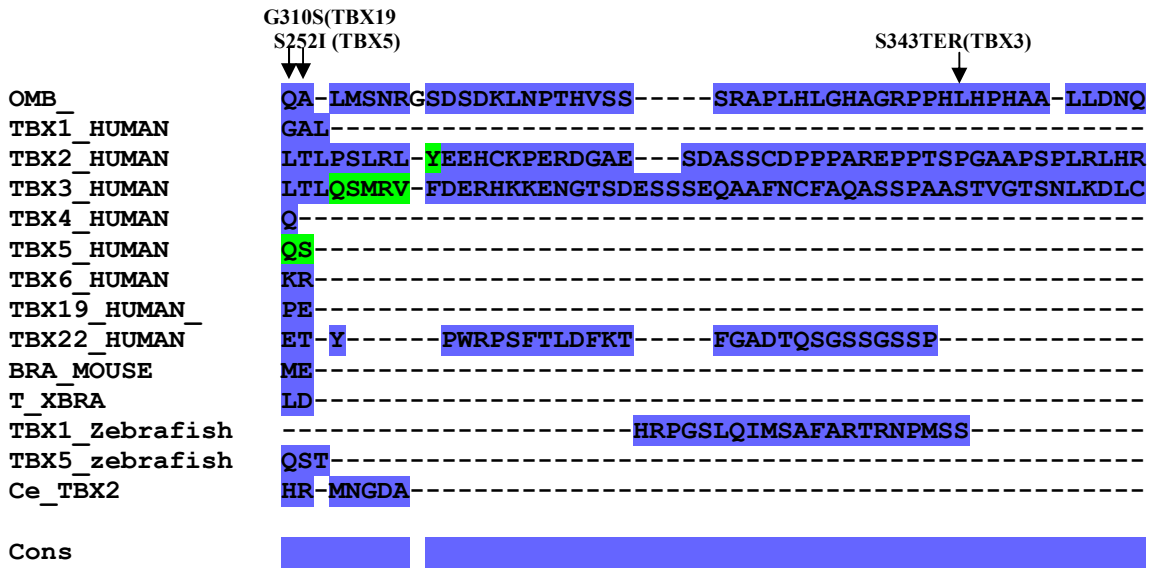 G310S(TBX19
S252I (TBX5)
S343TER(TBX3)
OMB_ QA-LMSNRGSDSDKLNPTHVSS-----SRAPLHLGHAGRPPHLHPHAA-LLDNQ
TBX1_HUMAN GAL---------------------------------------------------
TBX2_HUMAN LTLPSLRL-YEEHCKPERDGAE---SDASSCDPPPAREPPTSPGAAPSPLRLHR
TBX3_HUMAN LTLQSMRV-FDERHKKENGTSDESSSEQAAFNCFAQASSPAASTVGTSNLKDLC
TBX4_HUMAN Q-----------------------------------------------------
TBX5_HUMAN QS----------------------------------------------------
TBX6_HUMAN KR----------------------------------------------------
TBX19_HUMAN_ PE----------------------------------------------------
TBX22_HUMAN ET-Y------PWRPSFTLDFKT-----FGADTQSGSSGSSP-------------
BRA_MOUSE ME----------------------------------------------------
T_XBRA LD----------------------------------------------------
TBX1_Zebrafish ----------------------HRPGSLQIMSAFARTRNPMSS-----------
TBX5_zebrafish QST---------------------------------------------------
Ce_TBX2 HR-MNGDA----------------------------------------------
Cons